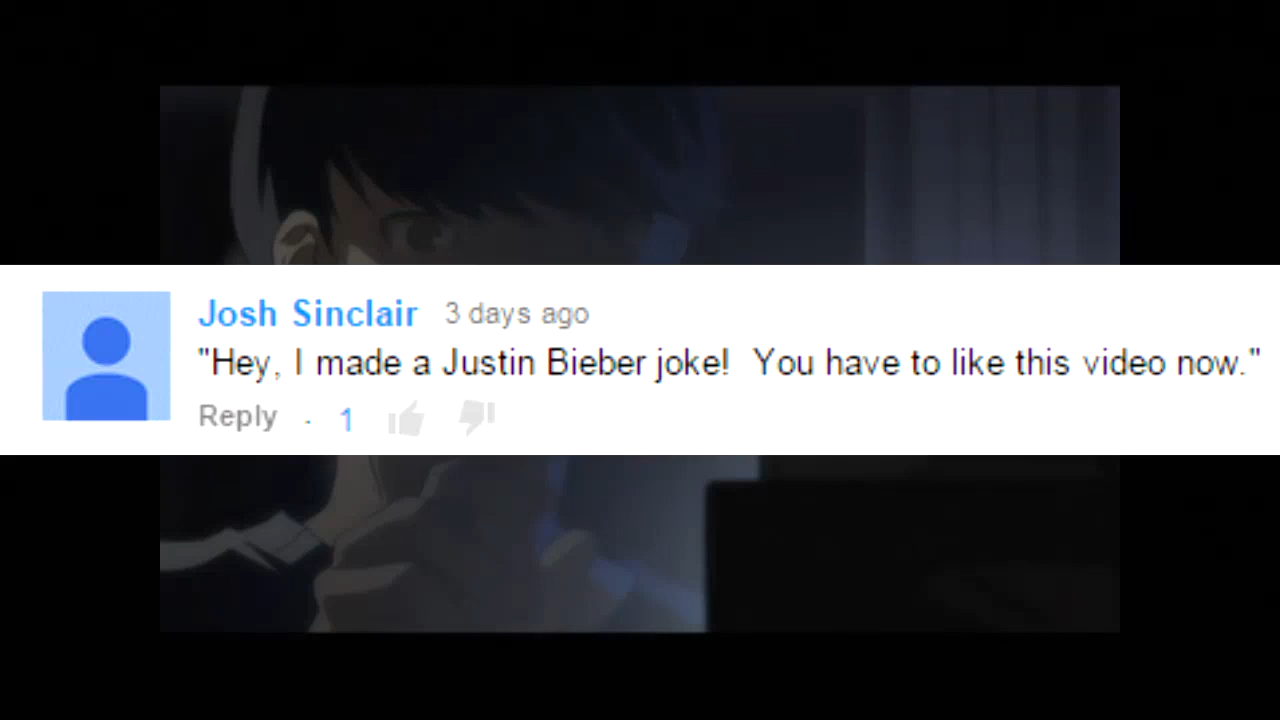 Josh Sinclair 3 days ago
"Hey, I made a Justin Bieber joke!  You have to like this video now."
Reply . 1